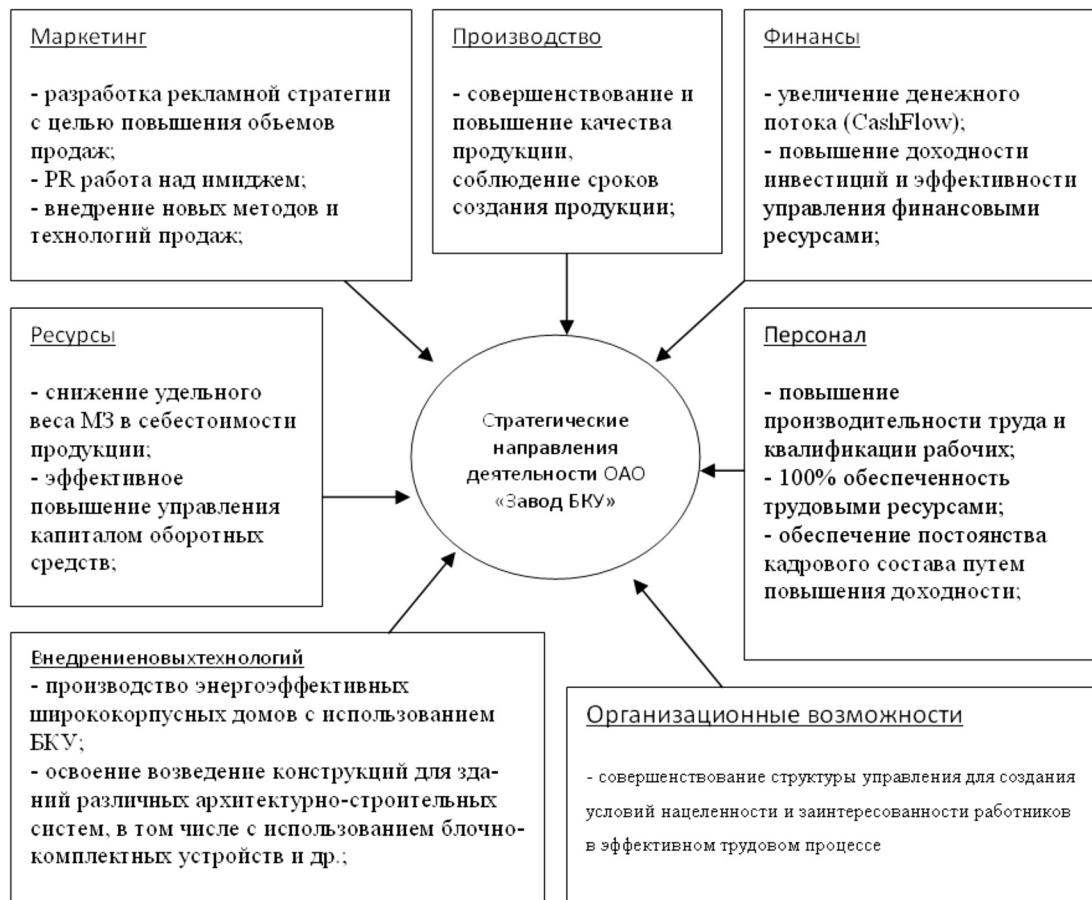 Маркетинг
- разработка рекламной стратегии
с целью повышения обьемов
продаж;
- PR работа над имиджем;
- внедрение новых методов и
технологий продаж;
Производство
- совершенствование и
повышение качества
продукции,
соблюдение сроков
создания продукции;
Финансы
- увеличение денежного
потока (CashFlow);
- повышение доходности
инвестиций и эффективности
управления финансовыми
ресурсами;
Ресурсы
- снижение удельного
веса МЗ в себестоимости
продукции;
- эффективное
повышение управления
капиталом оборотных
средств;
Стратегические
направления
деятельности ОАО
«Завод БКУ»
Персонал
- повышение
производительности труда и
квалификации рабочих;
- 100% обеспеченность
трудовыми ресурсами;
- обеспечение постоянства
кадрового состава путем
повышения доходности;
Внедрениеновыхтехнологий
- производство энергоэффективных
ширококорпусных домов с использованием
БКУ;
- освоение возведение конструкций для зда-
ний различных архитектурно-строительных
систем, в том числе с использованием блочно-
комплектных устройств и др.;
Организационные возможности
- совершенствование структуры управления для создания
условий нацеленности и заинтересованности работников
в эффективном трудовом процессе